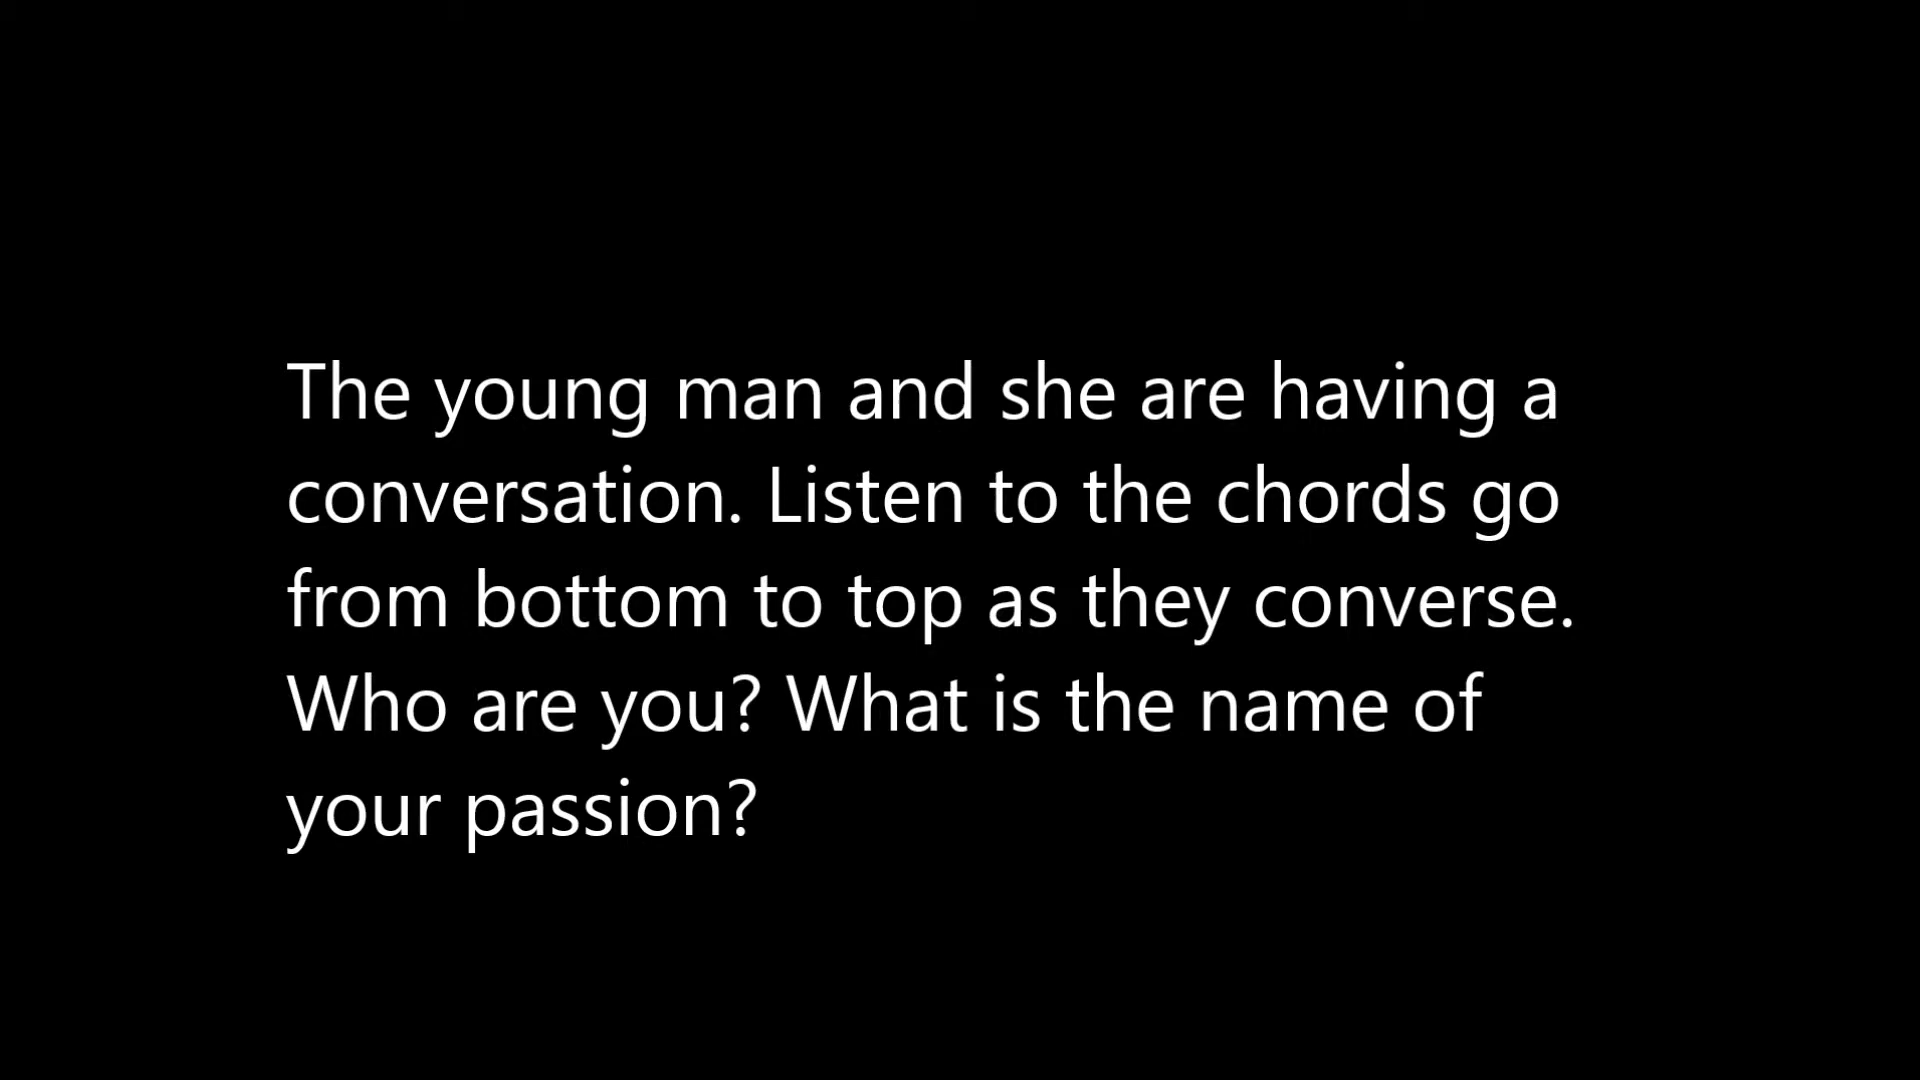 The young man and she are having a
conversation. Listen to the chords go
from bottom to top as they converse.
Who are you? What is the name of
your passion?